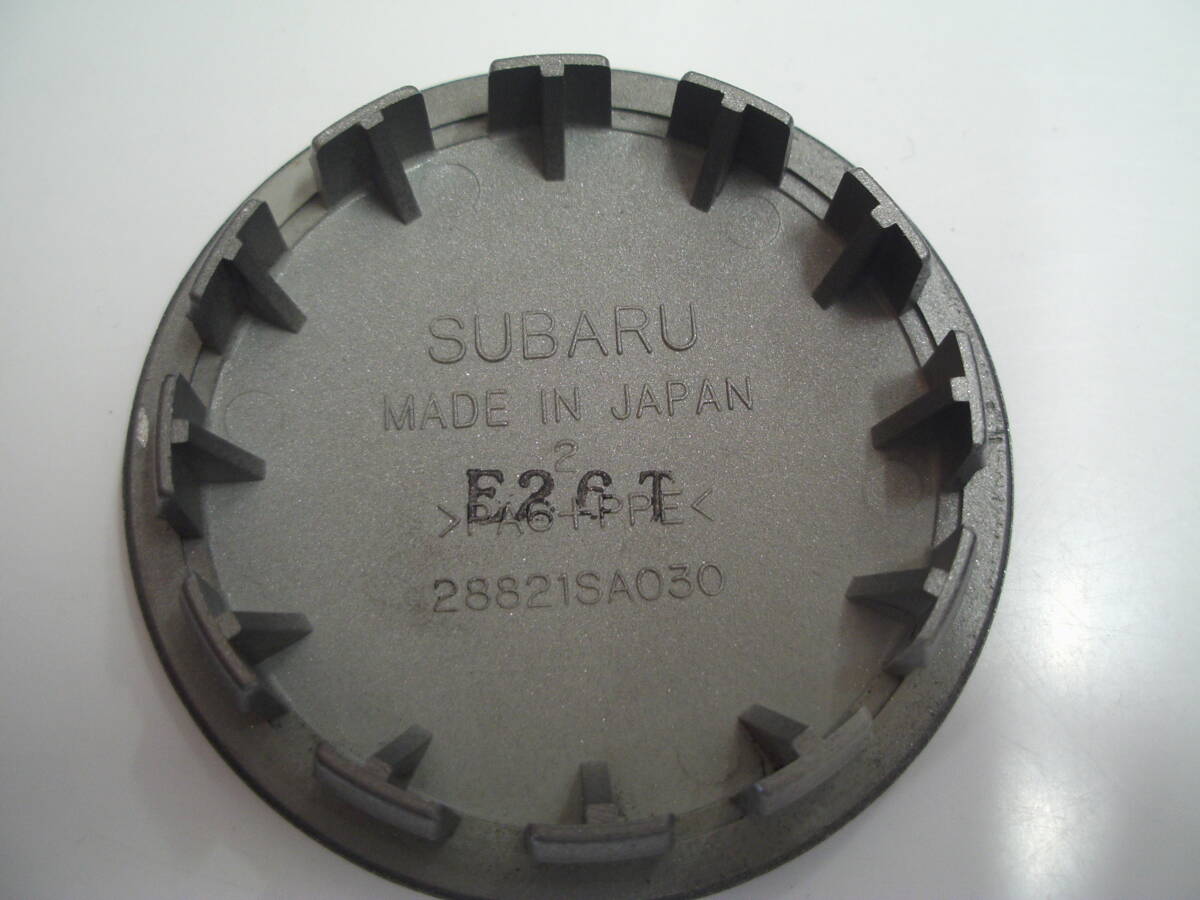 SUBARU
MADE IN JAPAN
2
E26T
>PA6+PPE<
28821SA030